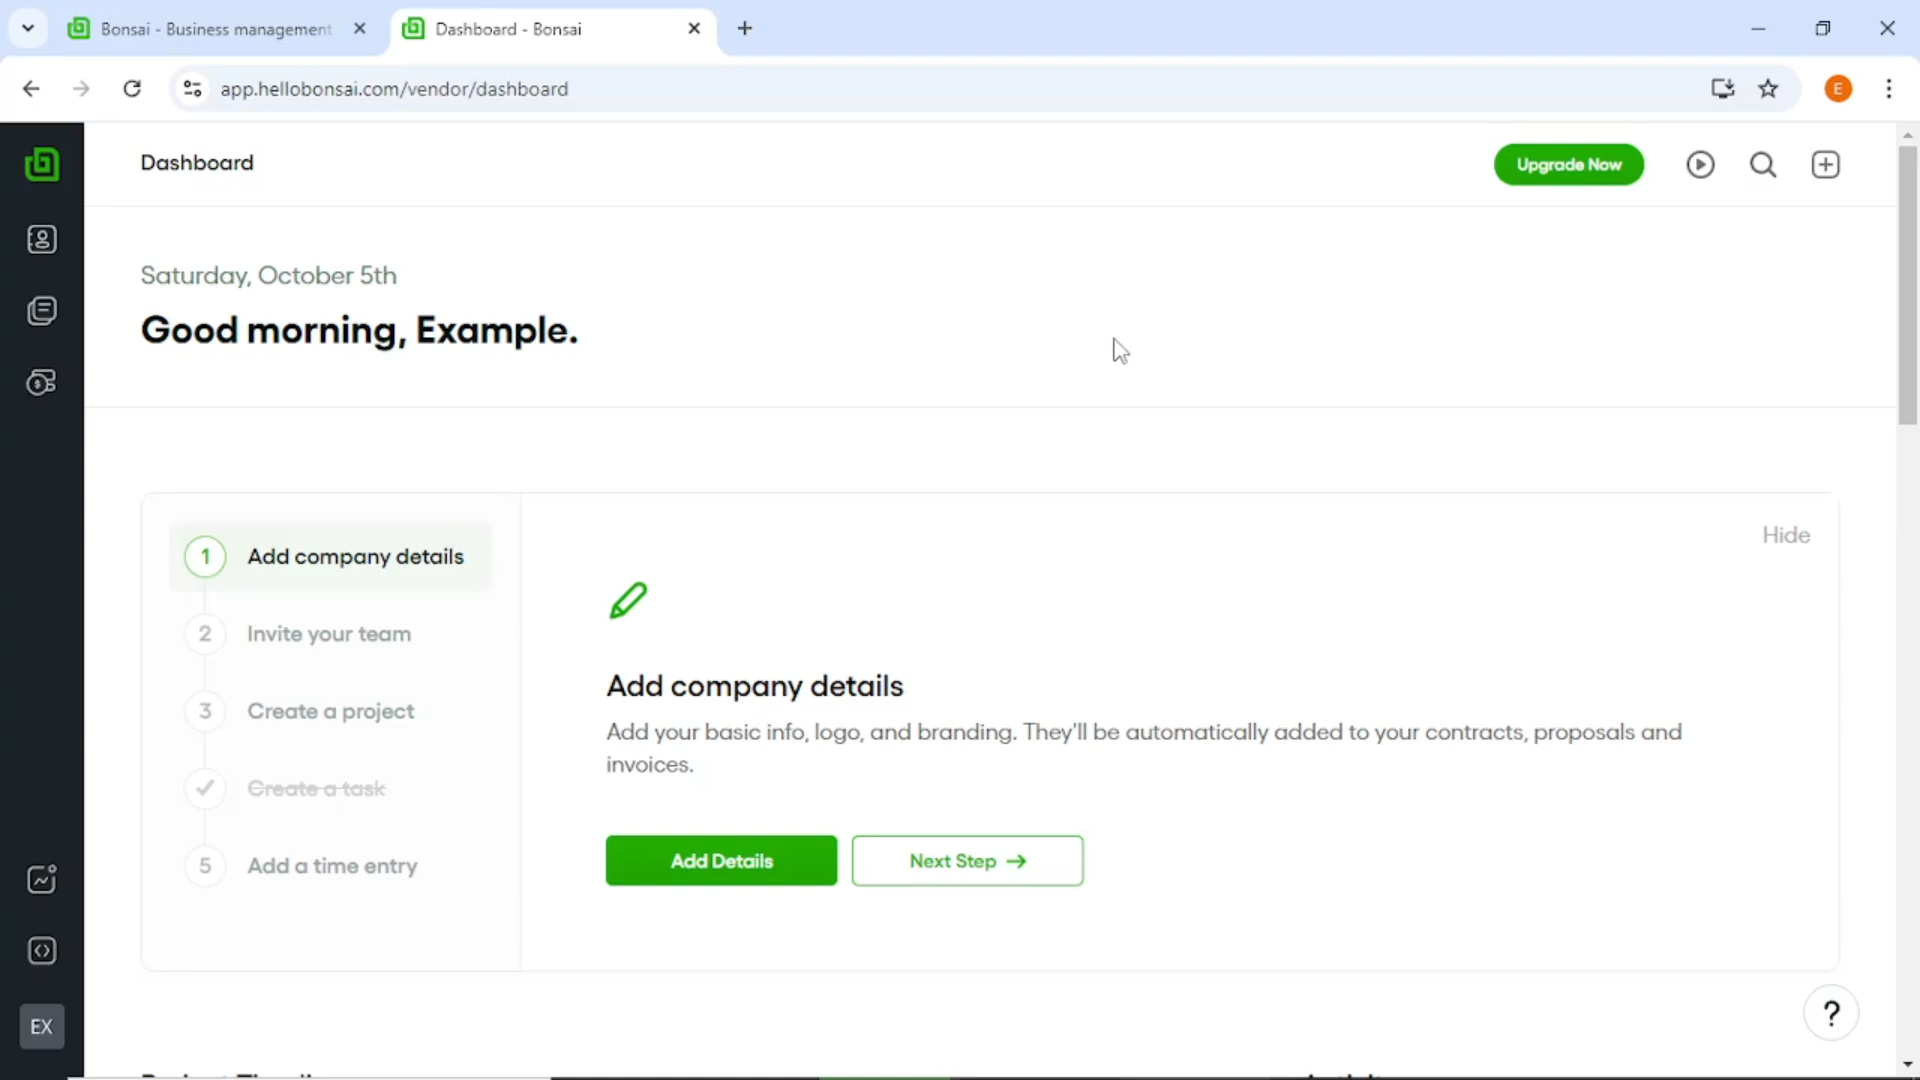 Bonsai - Business management
Dashboard - Bonsai
app.hellobonsai.com/vendor/dashboard
E
Dashboard
Upgrade Now
Saturday, October 5th
Good morning, Example.
Hide
1 Add company details
2 Invite your team
3 Create a project
Create a task
5 Add a time entry
Add company details
Add your basic info, logo, and branding. They'll be automatically added to your contracts, proposals and
invoices.
Add Details
Next Step →
EX
?